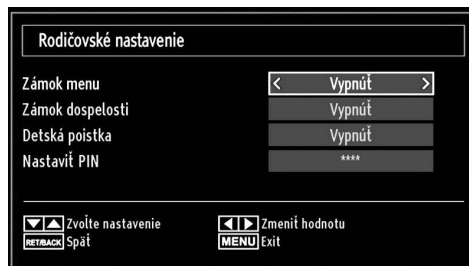 Rodičovské nastavenie
Zámok menu < Vypnúť >
Zámok dospelosti Vypnúť
Detská poistka Vypnúť
Nastaviť PIN ****
Zvoľte nastavenie Zmeniť hodnotu
RET/BACK Späť MENU Exit